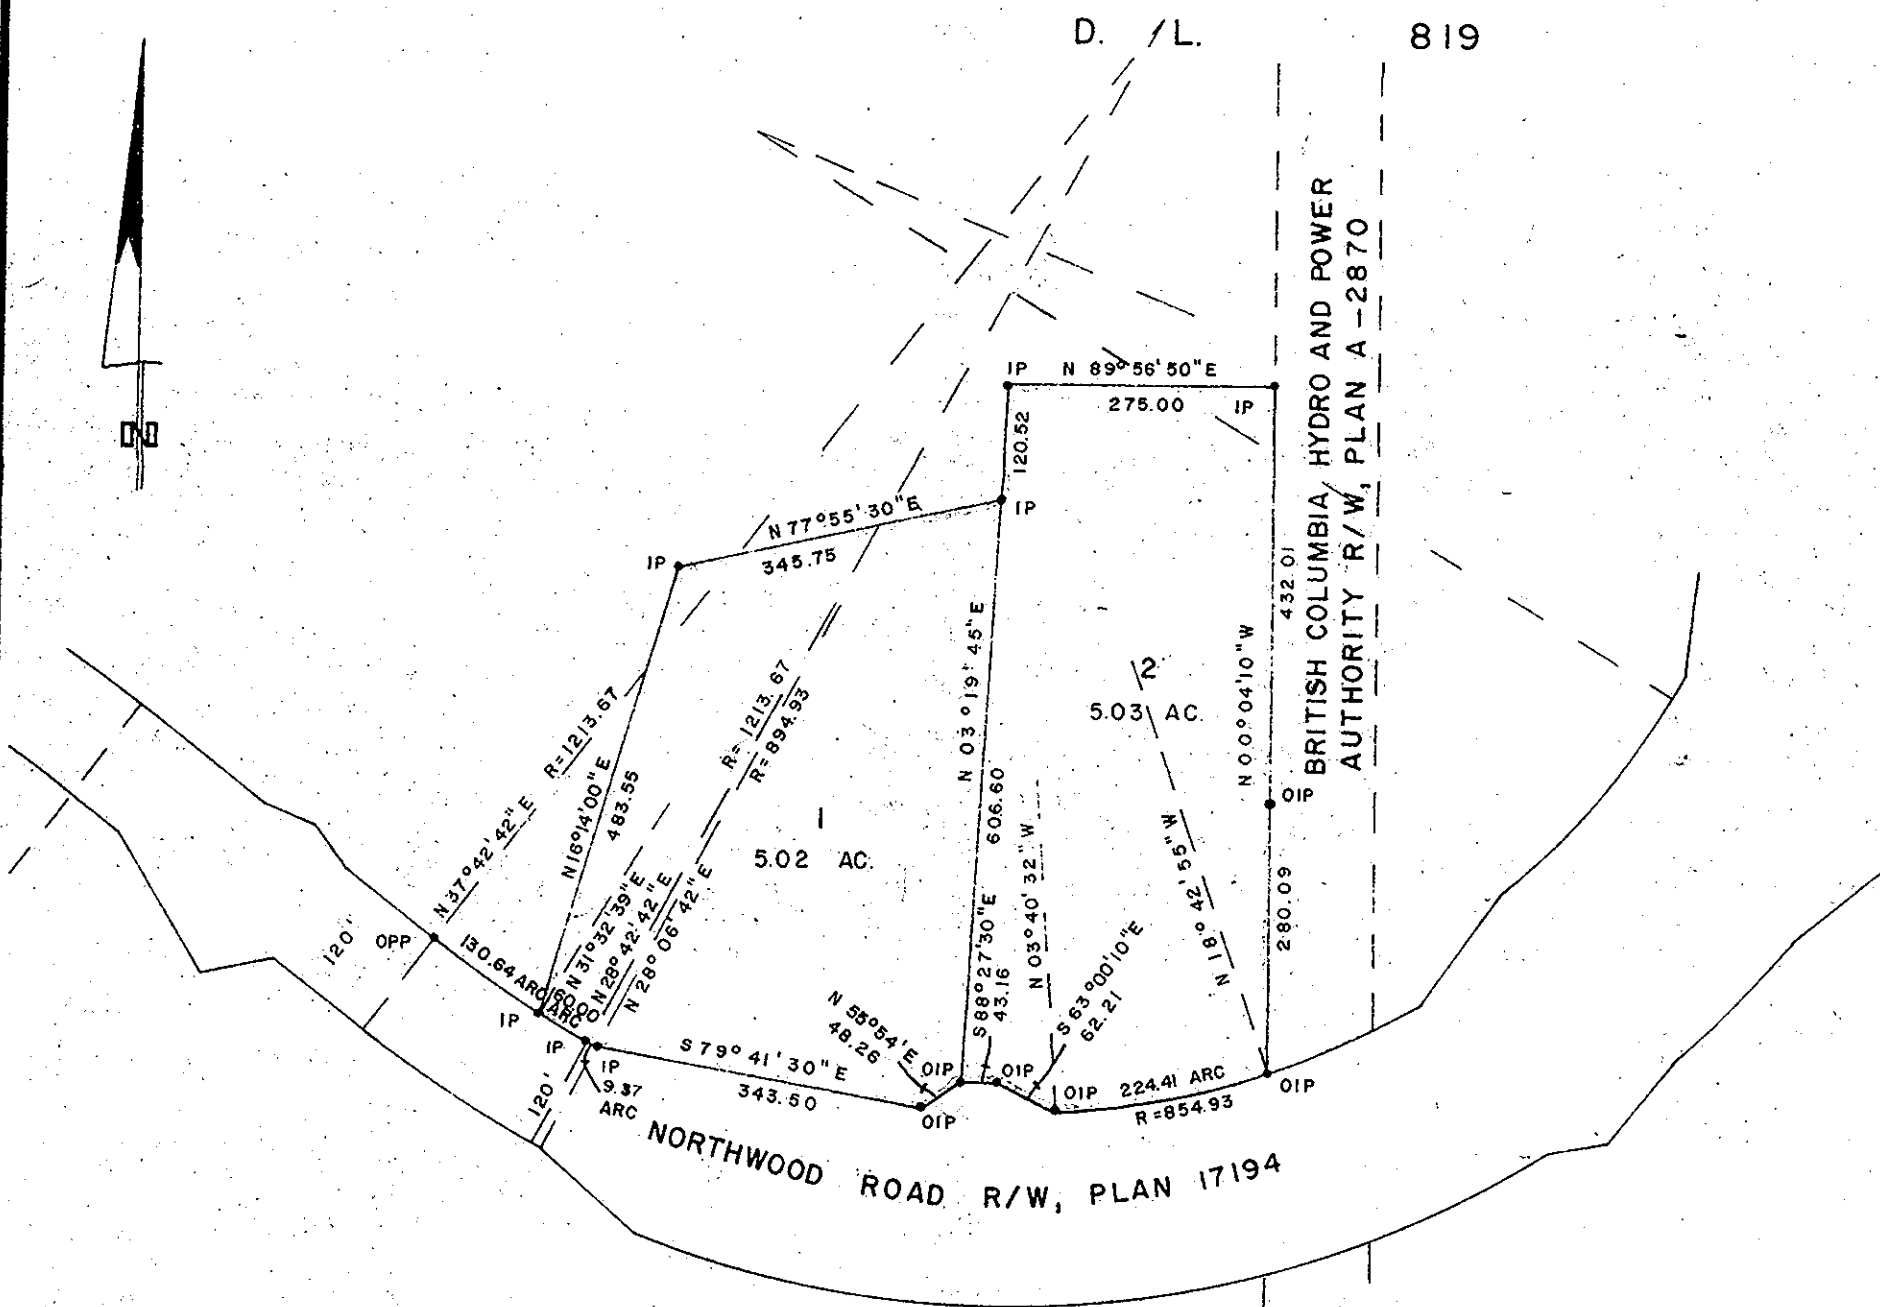 D. L. 819
N
BRITISH COLUMBIA HYDRO AND POWER
AUTHORITY R/W, PLAN A-2870
IP N 89°56'50"E
275.00 IP
120.52
IP
N 77°55'30"E
345.75
IP
432.01
N 00°04'10"W
OIP
280.09
2
5.03 AC.
N 03°19'45"E
606.60
R=1213.67
N 37°42'42"E
N 16°14'00"E
483.55
R=1213.67
R=894.93
1
5.02 AC.
N 31°32'39"E
N 28°42'42"E
N 28°06'42"E
120'
OPP
130.64 ARC
60.00
ARC
IP
IP
IP
9.37
ARC
120'
S 79°41'30"E
343.50
N 55°54'E
48.26
OIP
OIP
S 88°27'30"E
43.16
OIP
N 03°40'32"W
S 63°00'10"E
62.21
OIP
N 18°42'55"W
224.41 ARC
R=854.93
OIP
NORTHWOOD ROAD R/W, PLAN 17194